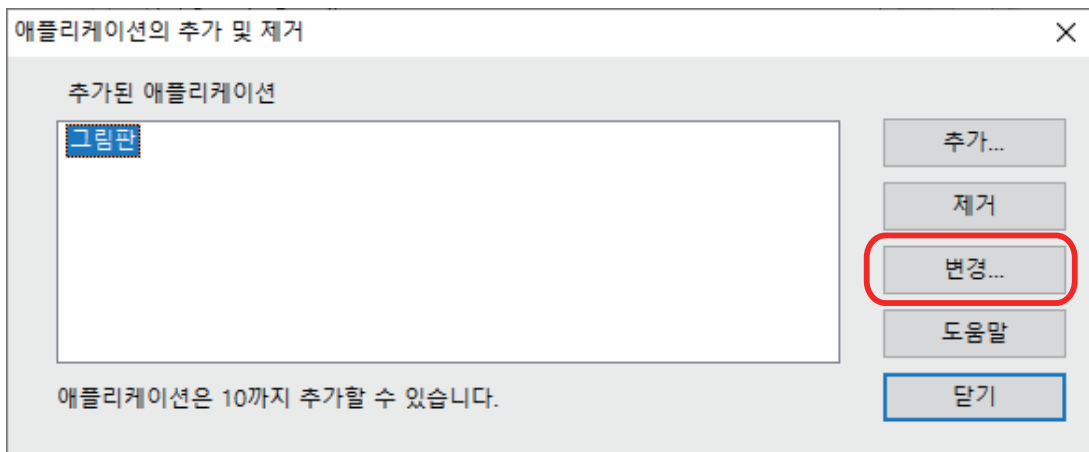 애플리케이션의 추가 및 제거
추가된 애플리케이션
그림판
추가...
제거
변경...
도움말
닫기
애플리케이션은 10까지 추가할 수 있습니다.